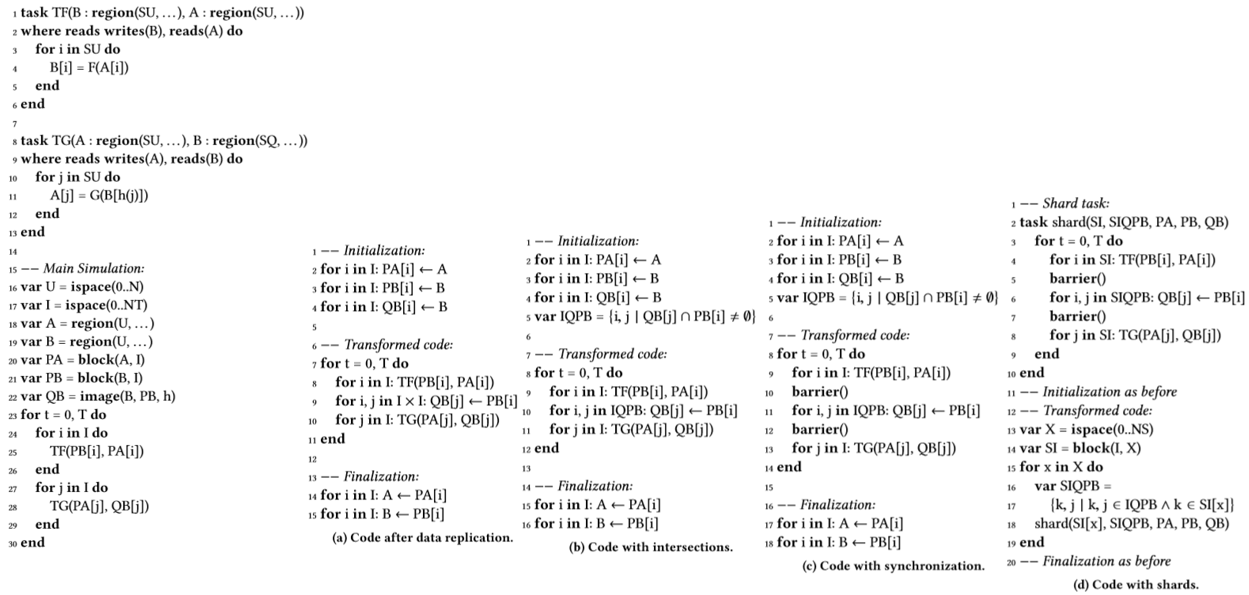 1 task TF(B : region(SU, …), A : region(SU, …))
2 where reads writes(B), reads(A) do
3 for i in SU do
4 B[i] = F(A[i])
5 end
6 end
7
8 task TG(A : region(SU, …), B : region(SQ, …))
9 where reads writes(A), reads(B) do
10 for j in SU do
11 A[j] = G(B[h(j)])
12 end
13 end
14
15 −− Main Simulation:
16 var U = ispace(0..N)
17 var I = ispace(0..NT)
18 var A = region(U, …)
19 var B = region(U, …)
20 var PA = block(A, I)
21 var PB = block(B, I)
22 var QB = image(B, PB, h)
23 for t = 0, T do
24 for i in I do
25 TF(PB[i], PA[i])
26 end
27 for j in I do
28 TG(PA[j], QB[j])
29 end
30 end
1 −− Initialization:
2 for i in I: PA[i] ← A
3 for i in I: PB[i] ← B
4 for i in I: QB[i] ← B
5
6 −− Transformed code:
7 for t = 0, T do
8 for i in I: TF(PB[i], PA[i])
9 for i, j in I × I: QB[j] ← PB[i]
10 for j in I: TG(PA[j], QB[j])
11 end
12
13 −− Finalization:
14 for i in I: A ← PA[i]
15 for i in I: B ← PB[i]
(a) Code after data replication.
1 −− Initialization:
2 for i in I: PA[i] ← A
3 for i in I: PB[i] ← B
4 for i in I: QB[i] ← B
5 var IQPB = {i, j | QB[j] ∩ PB[i] ≠ ∅}
6
7 −− Transformed code:
8 for t = 0, T do
9 for i in I: TF(PB[i], PA[i])
10 for i, j in IQPB: QB[j] ← PB[i]
11 for j in I: TG(PA[j], QB[j])
12 end
13
14 −− Finalization:
15 for i in I: A ← PA[i]
16 for i in I: B ← PB[i]
(b) Code with intersections.
1 −− Initialization:
2 for i in I: PA[i] ← A
3 for i in I: PB[i] ← B
4 for i in I: QB[i] ← B
5 var IQPB = {i, j | QB[j] ∩ PB[i] ≠ ∅}
6
7 −− Transformed code:
8 for t = 0, T do
9 for i in I: TF(PB[i], PA[i])
10 barrier()
11 for i, j in IQPB: QB[j] ← PB[i]
12 barrier()
13 for j in I: TG(PA[j], QB[j])
14 end
15
16 −− Finalization:
17 for i in I: A ← PA[i]
18 for i in I: B ← PB[i]
(c) Code with synchronization.
1 −− Shard task:
2 task shard(SI, SIQPB, PA, PB, QB)
3 for t = 0, T do
4 for i in SI: TF(PB[i], PA[i])
5 barrier()
6 for i, j in SIQPB: QB[j] ← PB[i]
7 barrier()
8 for j in SI: TG(PA[j], QB[j])
9 end
10 end
11 −− Initialization as before
12 −− Transformed code:
13 var X = ispace(0..NS)
14 var SI = block(I, X)
15 for x in X do
16 var SIQPB =
17 {k, j | k, j ∈ IQPB ∧ k ∈ SI[x]}
18 shard(SI[x], SIQPB, PA, PB, QB)
19 end
20 −− Finalization as before
(d) Code with shards.